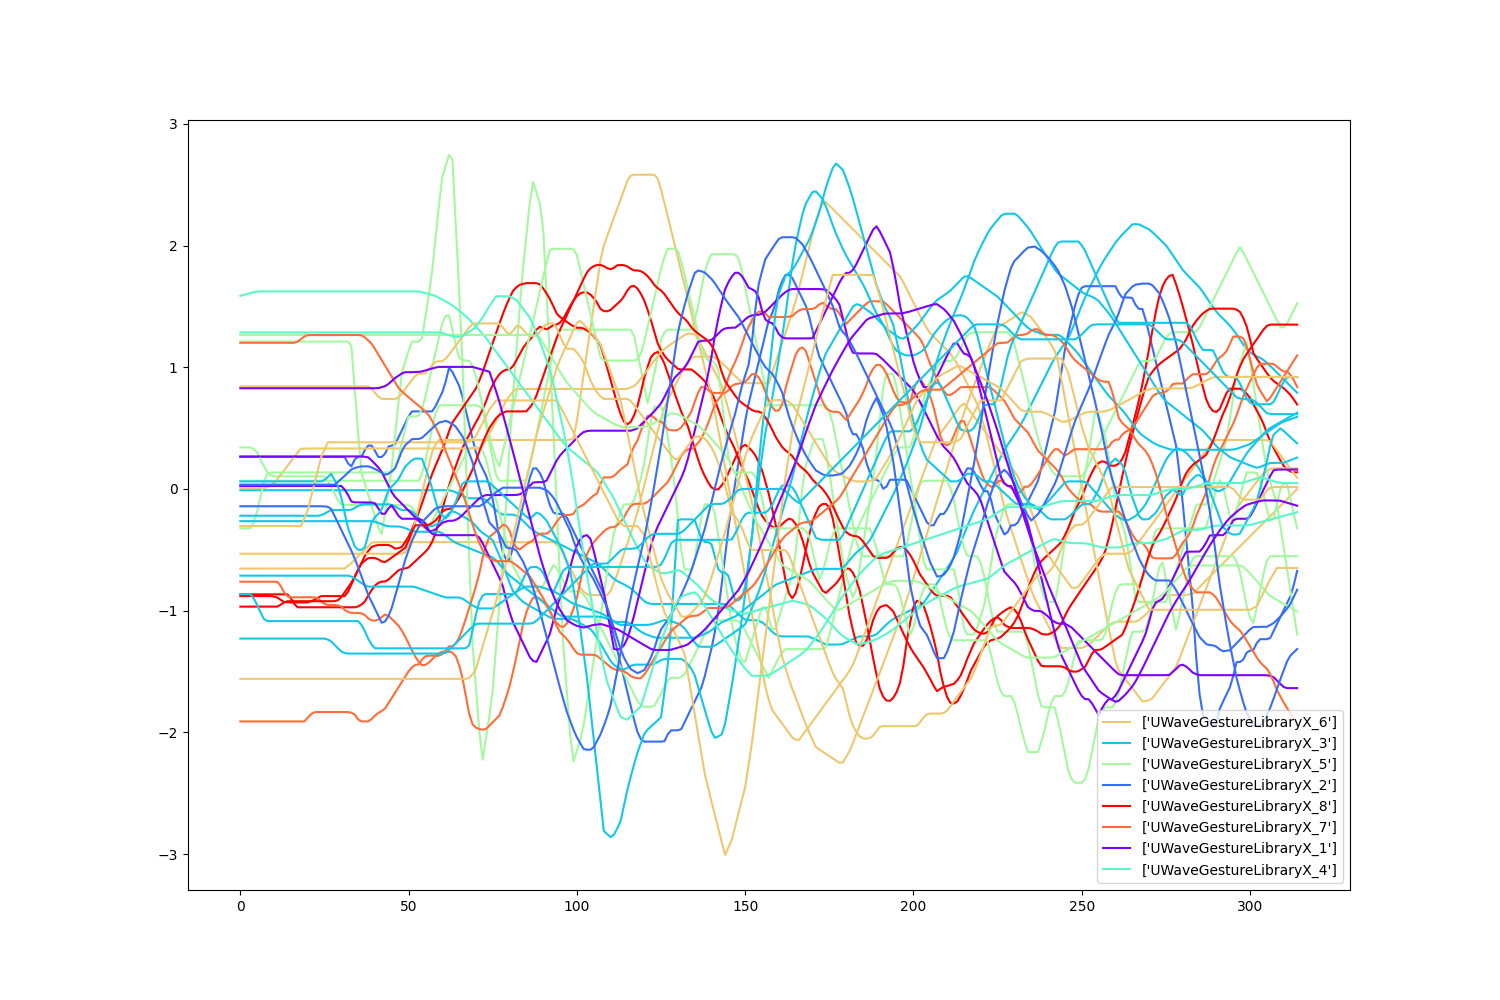 3
2
1
0
−1
−2
−3
0
50
100
150
200
250
300
['UWaveGestureLibraryX_6']
['UWaveGestureLibraryX_3']
['UWaveGestureLibraryX_5']
['UWaveGestureLibraryX_2']
['UWaveGestureLibraryX_8']
['UWaveGestureLibraryX_7']
['UWaveGestureLibraryX_1']
['UWaveGestureLibraryX_4']